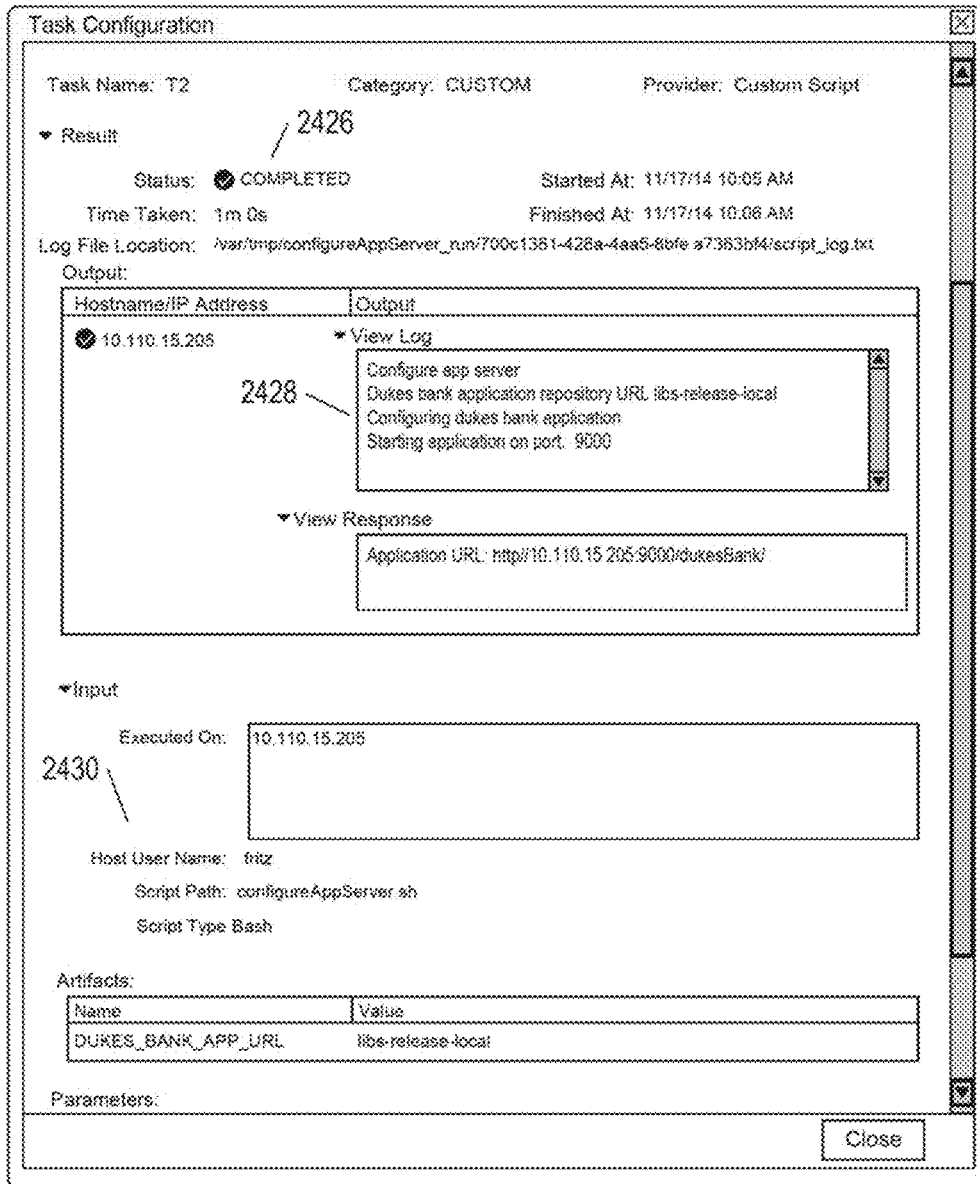 Task Configuration
Task Name: T2 Category: CUSTOM Provider: Custom Script
Result
2426
Status: COMPLETED Started At: 11/17/14 10:05 AM
Time Taken: 1m 0s Finished At: 11/17/14 10:06 AM
Log File Location: /var/tmp/configureAppServer_run/700c1361-428a-4aa5-8bfe a7363bf4/script_log.txt
Output:
Hostname/IP Address Output
10.110.15.205 View Log
2428
Configure app server
Dukes bank application repository URL libs-release-local
Configuring dukes bank application
Starting application on port: 9000
View Response
Application URL: http//10.110.15.205:9000/dukesBank/
Input
Executed On: 10.110.15.205
2430
Host User Name: fritz
Script Path: configureAppServer.sh
Script Type Bash
Artifacts:
Name Value
DUKES_BANK_APP_URL libs-release-local
Parameters:
Close